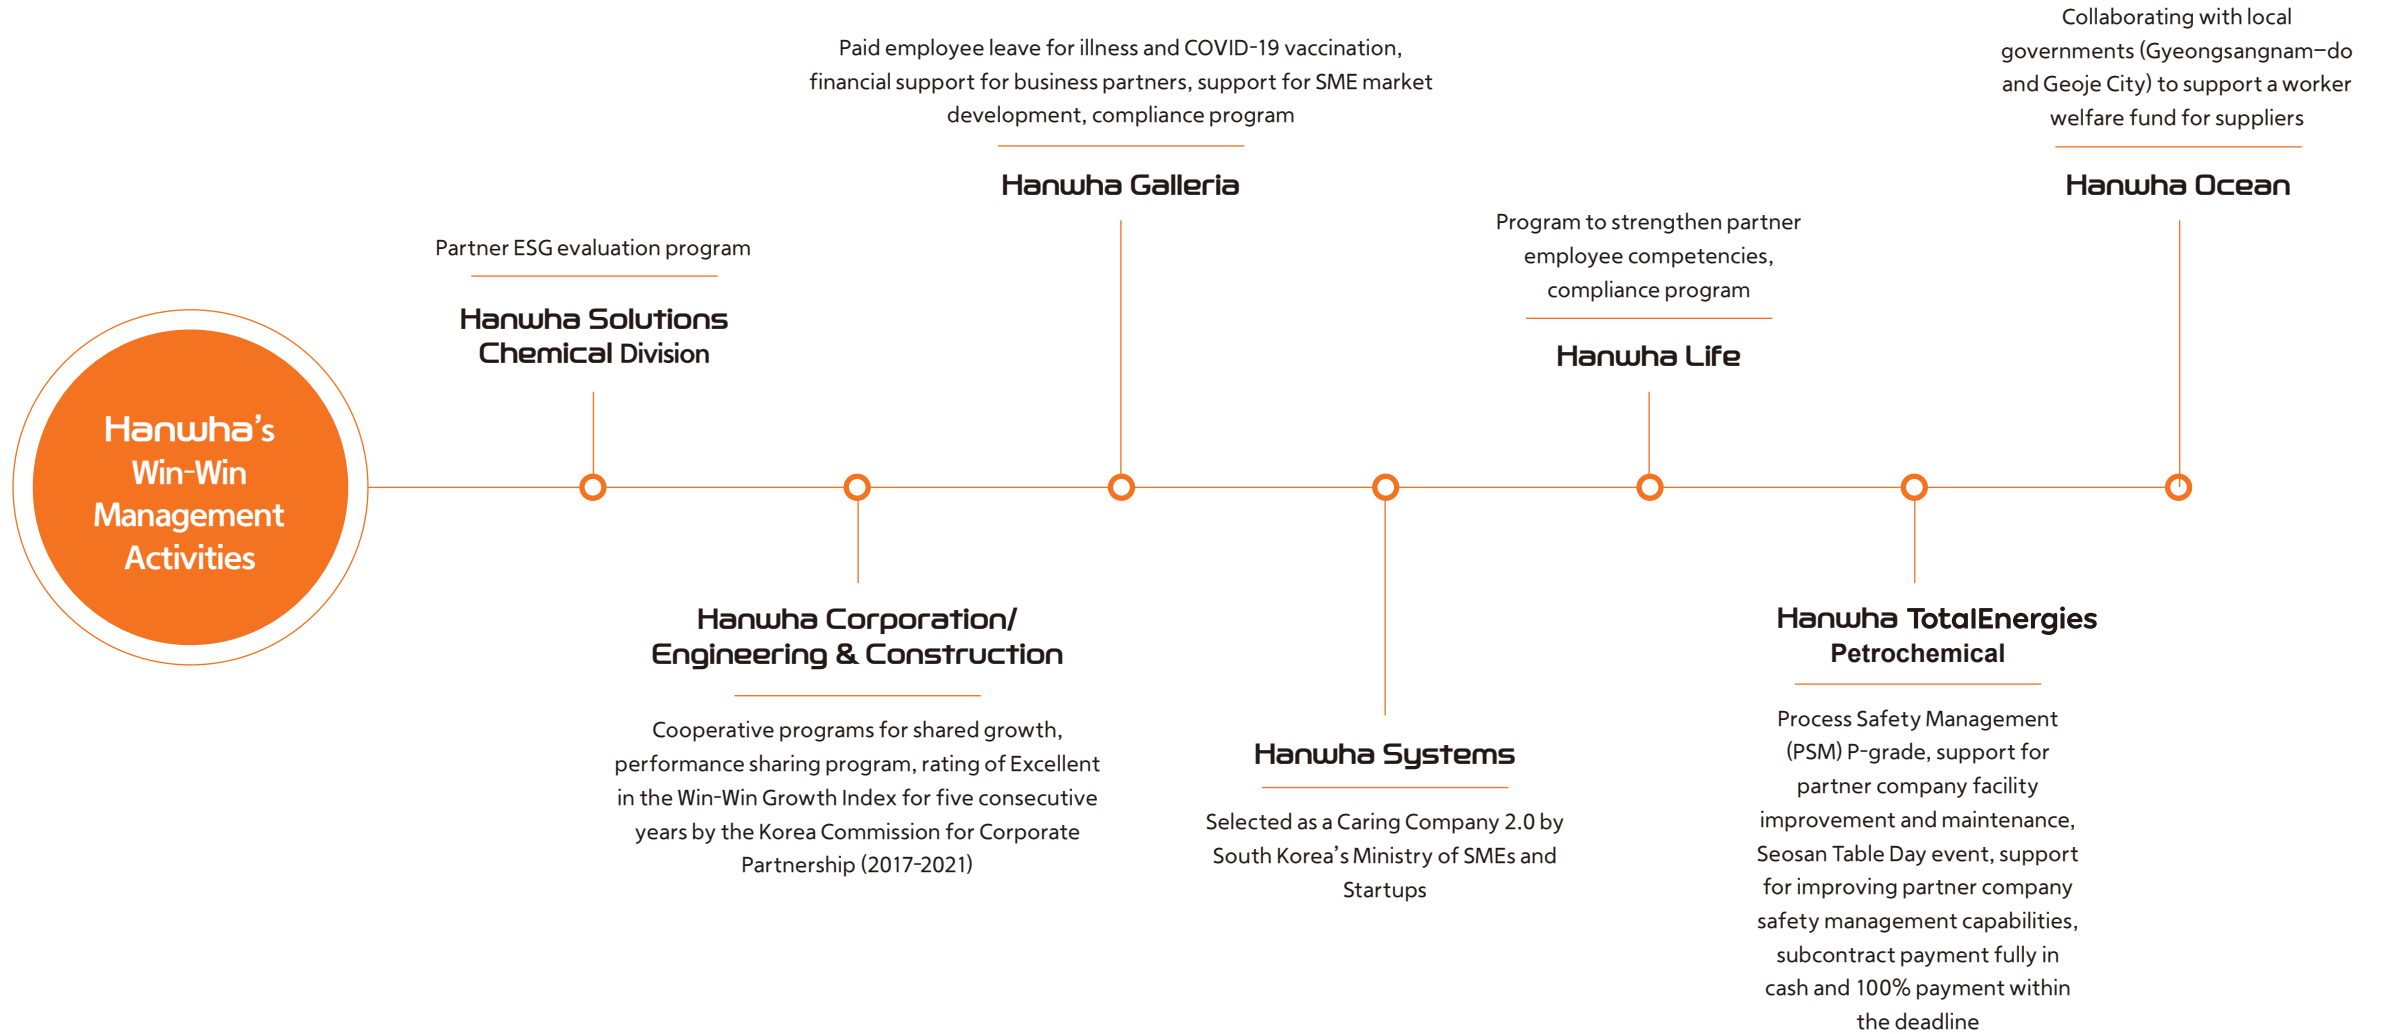 Hanwha's
Win-Win
Management
Activities
Partner ESG evaluation program
Hanwha Solutions
Chemical Division
Cooperative programs for shared growth,
Hanwha Corporation/
Engineering & Construction
Cooperative programs for shared growth,
performance sharing program, rating of Excellent
in the Win-Win Growth Index for five consecutive
years by the Korea Commission for Corporate
Partnership (2017-2021)
Paid employee leave for illness and COVID-19 vaccination,
financial support for business partners, support for SME market
development, compliance program
Hanwha Galleria
Hanwha Systems
Selected as a Caring Company 2.0 by
South Korea's Ministry of SMEs and
Startups
Program to strengthen partner
employee competencies,
compliance program
Hanwha Life
Hanwha TotalEnergies
Petrochemical
Process Safety Management
(PSM) P-grade, support for
partner company facility
improvement and maintenance,
Seosan Table Day event, support
for improving partner company
safety management capabilities,
subcontract payment fully in
cash and 100% payment within
the deadline
Collaborating with local
governments (Gyeongsangnam–do
and Geoje City) to support a worker
welfare fund for suppliers
Hanwha Ocean